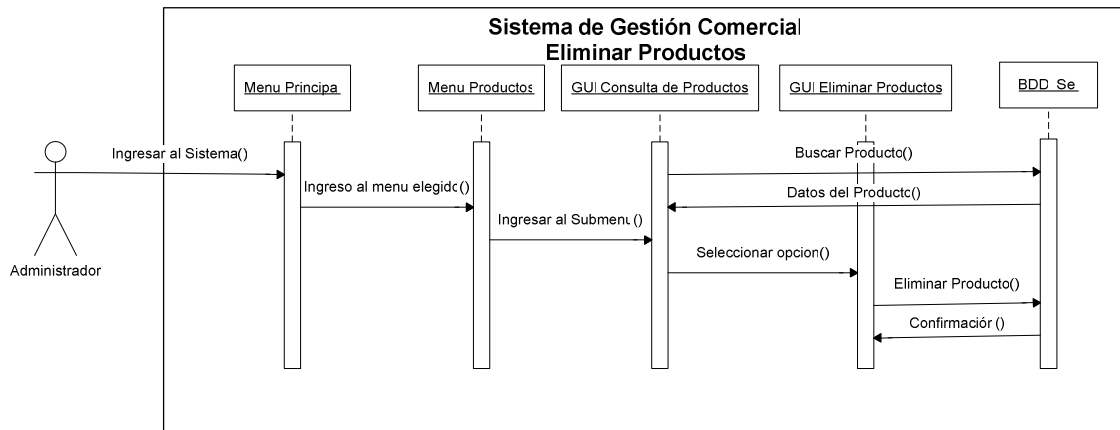 Sistema de Gestión Comercial
Eliminar Productos
Menu Principa
Menu Productos
GUI Consulta de Productos
GUI Eliminar Productos
BDD_Se
Ingresar al Sistema()
Buscar Producto()
Ingreso al menu elegido()
Datos del Producto()
Ingresar al Submenu()
Seleccionar opcion()
Administrador
Eliminar Producto()
Confirmación ()